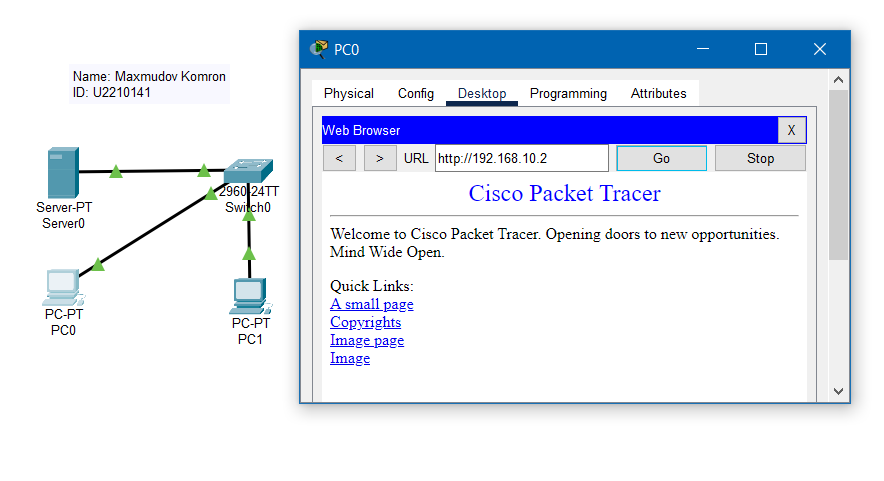 Name: Maxmudov Komron
ID: U2210141
Server-PT
Server0
2960-24TT
Switch0
PC-PT
PC0
PC-PT
PC1
PC0
Physical Config Desktop Programming Attributes
Web Browser X
< > URL http://192.168.10.2 Go Stop
Cisco Packet Tracer
Welcome to Cisco Packet Tracer. Opening doors to new opportunities.
Mind Wide Open.
Quick Links:
A small page
Copyrights
Image page
Image